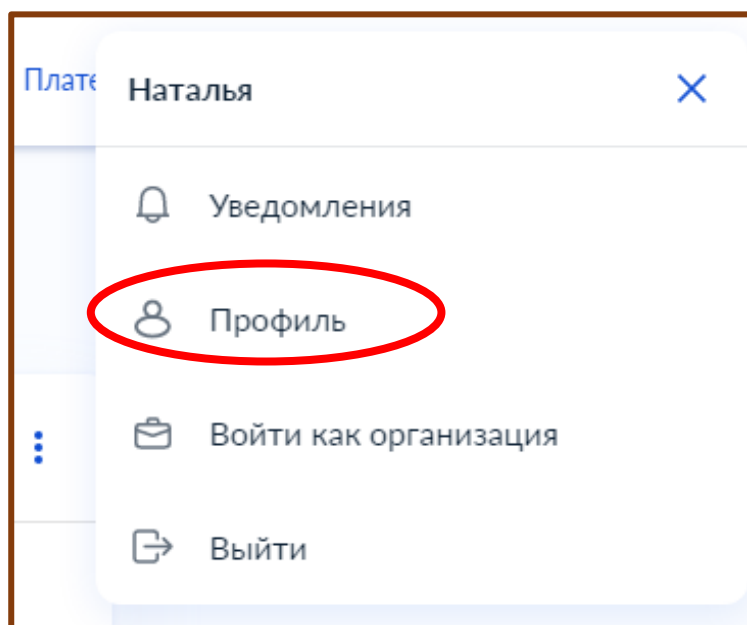 Плате
Наталья
Уведомления
Профиль
Войти как организация
Выйти